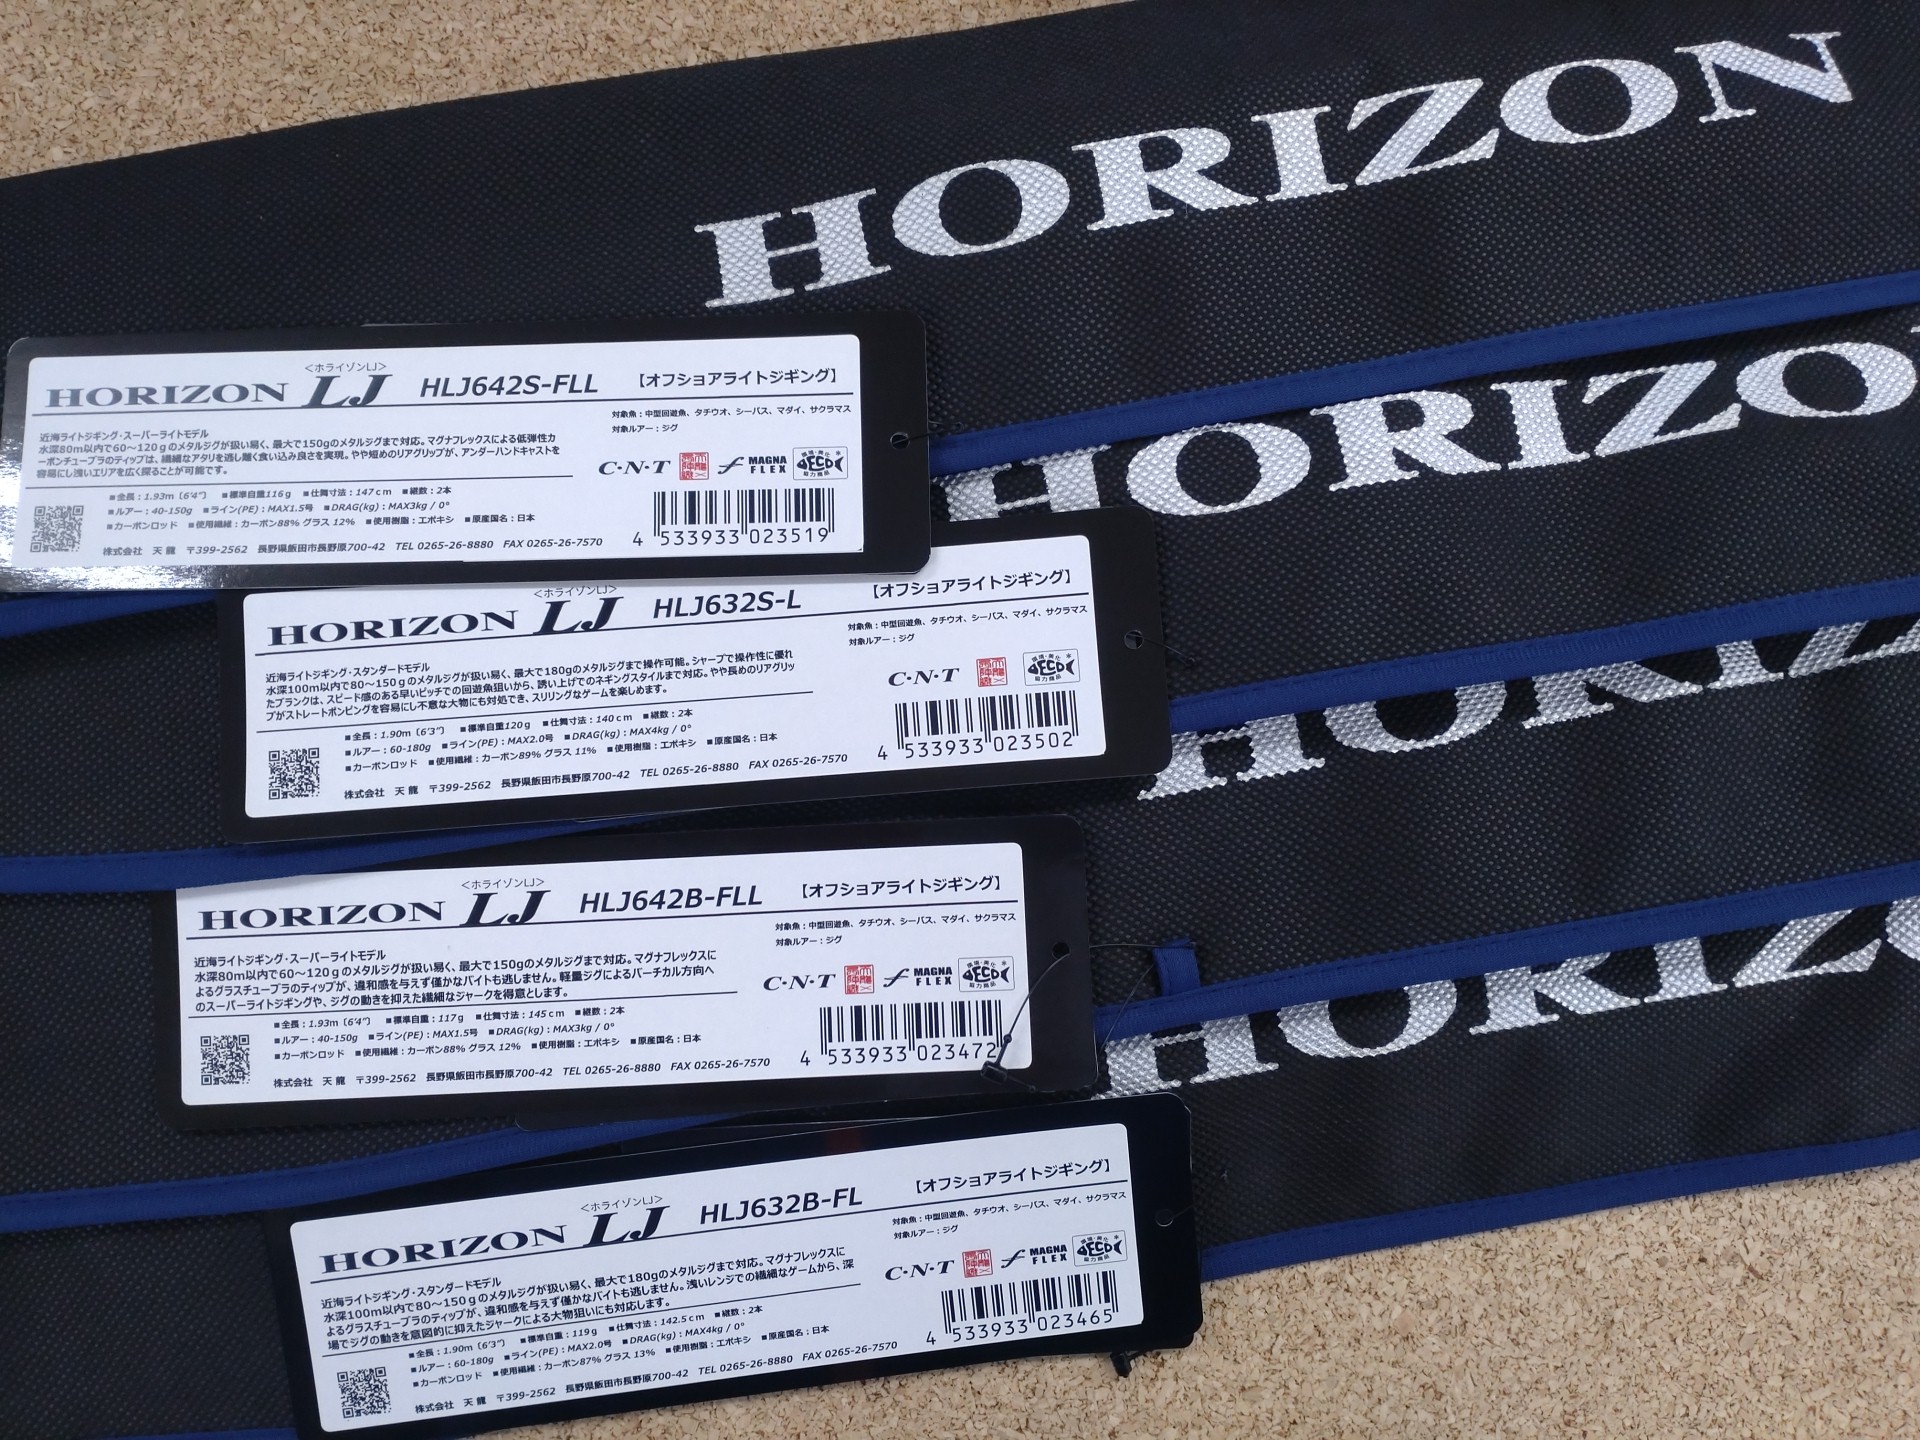 HORIZON
HORIZO
HORIZ
HORIZ
<ホライゾンLJ>
HORIZON LJ HLJ642S-FLL 【オフショアライトジギング】
対象魚：中型回遊魚、タチウオ、シーバス、マダイ、サクラマス
対象ルアー：ジグ
近海ライトジギング・スーパーライトモデル
水深80m以内で60～120gのメタルジグが扱い易く、最大で150gのメタルジグまで対応。マグナフレックスによる低弾性カ
ーボンチューブラのティップは、繊細なアタリを逃し難く食い込み良さを実現。やや短めのリアグリップが、アンダーハンドキャストを
容易にし浅いエリアを広く探ることが可能です。
C・N・T MAGNA FLEX
■全長：1.93m（6'4"） ■標準自重116g ■仕舞寸法：147cm ■継数：2本
■ルアー：40-150g ■ライン(PE)：MAX1.5号 ■DRAG(kg)：MAX3kg / 0°
■カーボンロッド ■使用繊維：カーボン88% グラス 12% ■使用樹脂：エポキシ ■原産国名：日本
株式会社 天龍 〒399-2562 長野県飯田市長野原700-42 TEL 0265-26-8880 FAX 0265-26-7570
4 533933 023519
<ホライゾンLJ>
HORIZON LJ HLJ632S-L 【オフショアライトジギング】
対象魚：中型回遊魚、タチウオ、シーバス、マダイ、サクラマス
対象ルアー：ジグ
近海ライトジギング・スタンダードモデル
水深100m以内で80～150gのメタルジグが扱い易く、最大で180gのメタルジグまで操作可能。シャープで操作性に優れ
たブランクは、スピード感のある早いピッチでの回遊魚狙いから、誘い上げでのネギングスタイルまで対応。やや長めのリアグリッ
プがストレートポンピングを容易にし不意な大物にも対処でき、スリリングなゲームを楽しめます。
C・N・T
■全長：1.90m（6'3"） ■標準自重120g ■仕舞寸法：140cm ■継数：2本
■ルアー：60-180g ■ライン(PE)：MAX2.0号 ■DRAG(kg)：MAX4kg / 0°
■カーボンロッド ■使用繊維：カーボン89% グラス 11% ■使用樹脂：エポキシ ■原産国名：日本
株式会社 天龍 〒399-2562 長野県飯田市長野原700-42 TEL 0265-26-8880 FAX 0265-26-7570
4 533933 023502
<ホライゾンLJ>
HORIZON LJ HLJ642B-FLL 【オフショアライトジギング】
対象魚：中型回遊魚、タチウオ、シーバス、マダイ、サクラマス
対象ルアー：ジグ
近海ライトジギング・スーパーライトモデル
水深80m以内で60～120gのメタルジグが扱い易く、最大で150gのメタルジグまで対応。マグナフレックスに
よるグラスチューブラのティップが、違和感を与えず僅かなバイトも逃しません。軽量ジグによるバーチカル方向へ
のスーパーライトジギングや、ジグの動きを抑えた繊細なジャークを得意とします。
C・N・T MAGNA FLEX
■全長：1.93m（6'4"） ■標準自重：117g ■仕舞寸法：145cm ■継数：2本
■ルアー：40-150g ■ライン(PE)：MAX1.5号 ■DRAG(kg)：MAX3kg / 0°
■カーボンロッド ■使用繊維：カーボン88% グラス 12% ■使用樹脂：エポキシ ■原産国名：日本
株式会社 天龍 〒399-2562 長野県飯田市長野原700-42 TEL 0265-26-8880 FAX 0265-26-7570
4 533933 023472
<ホライゾンLJ>
HORIZON LJ HLJ632B-FL 【オフショアライトジギング】
対象魚：中型回遊魚、タチウオ、シーバス、マダイ、サクラマス
対象ルアー：ジグ
近海ライトジギング・スタンダードモデル
水深100m以内で80～150gのメタルジグが扱い易く、最大で180gのメタルジグまで対応。マグナフレックスに
よるグラスチューブラのティップが、違和感を与えず僅かなバイトも逃しません。浅いレンジでの繊細なゲームから、深
場でジグの動きを意図的に抑えたジャークによる大物狙いにも対応します。
C・N・T MAGNA FLEX
■全長：1.90m（6'3"） ■標準自重：119g ■仕舞寸法：142.5cm ■継数：2本
■ルアー：60-180g ■ライン(PE)：MAX2.0号 ■DRAG(kg)：MAX4kg / 0°
■カーボンロッド ■使用繊維：カーボン87% グラス 13% ■使用樹脂：エポキシ ■原産国名：日本
株式会社 天龍 〒399-2562 長野県飯田市長野原700-42 TEL 0265-26-8880 FAX 0265-26-7570
4 533933 023465